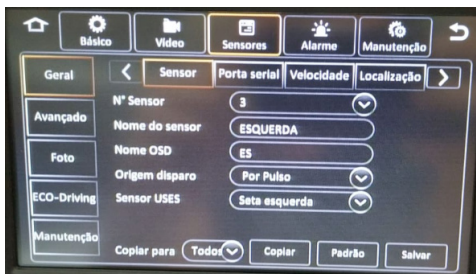 Básico Vídeo Sensores Alarme Manutenção
Geral Sensor Porta serial Velocidade Localização
N° Sensor 3
Avançado
Nome do sensor ESQUERDA
Foto Nome OSD ES
Origem disparo Por Pulso
ECO-Driving Sensor USES Seta esquerda
Manutenção
Copiar para Todos Copiar Padrão Salvar